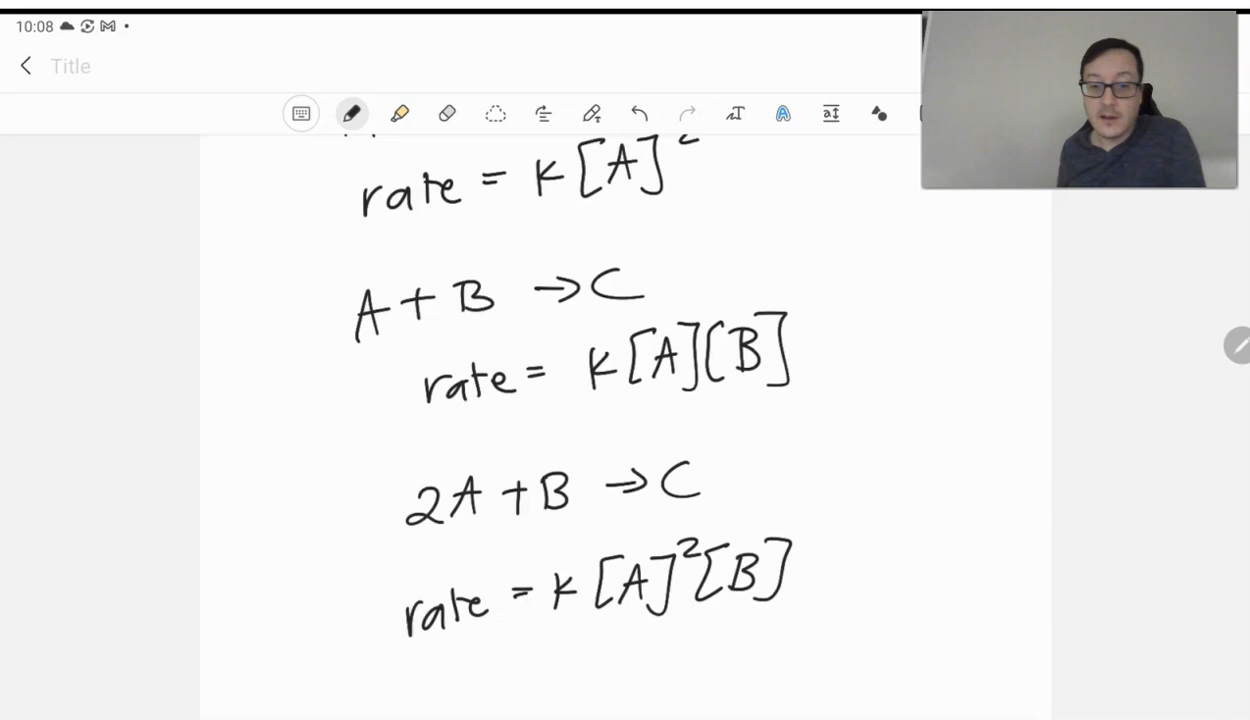 10:08
Title
rate = k[A]²
A + B → C
rate = k[A][B]
2A + B → C
rate = k[A]²[B]